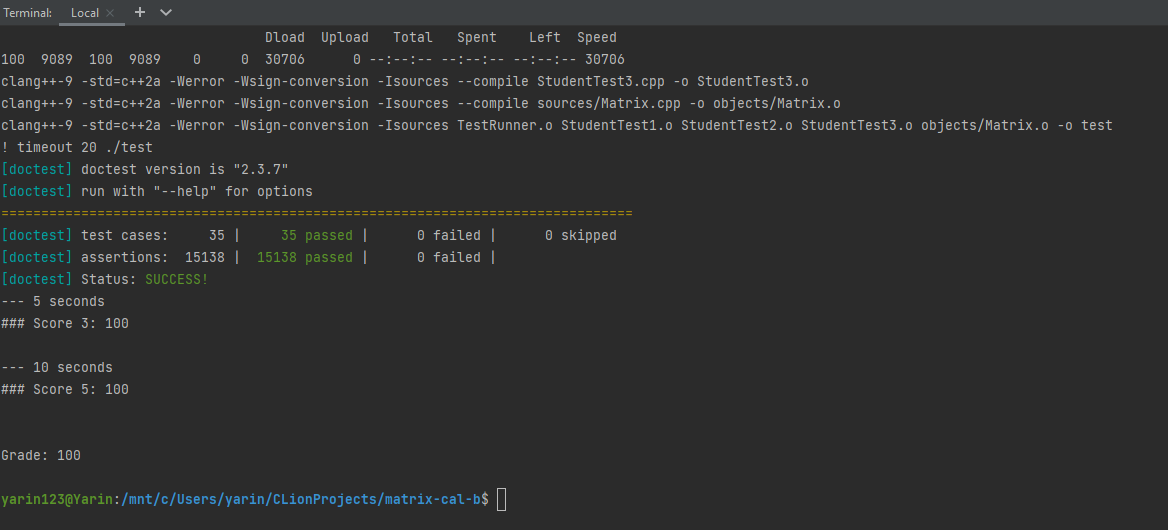 Terminal: Local × + ∨
Dload Upload Total Spent Left Speed
100 9089 100 9089 0 0 30706 0 --:--:-- --:--:-- --:--:-- 30706
clang++-9 -std=c++2a -Werror -Wsign-conversion -Isources --compile StudentTest3.cpp -o StudentTest3.o
clang++-9 -std=c++2a -Werror -Wsign-conversion -Isources --compile sources/Matrix.cpp -o objects/Matrix.o
clang++-9 -std=c++2a -Werror -Wsign-conversion -Isources TestRunner.o StudentTest1.o StudentTest2.o StudentTest3.o objects/Matrix.o -o test
! timeout 20 ./test
[doctest] doctest version is "2.3.7"
[doctest] run with "--help" for options
===============================================================================
[doctest] test cases: 35 | 35 passed | 0 failed | 0 skipped
[doctest] assertions: 15138 | 15138 passed | 0 failed |
[doctest] Status: SUCCESS!
--- 5 seconds
### Score 3: 100
--- 10 seconds
### Score 5: 100
Grade: 100
yarin123@Yarin:/mnt/c/Users/yarin/CLionProjects/matrix-cal-b$